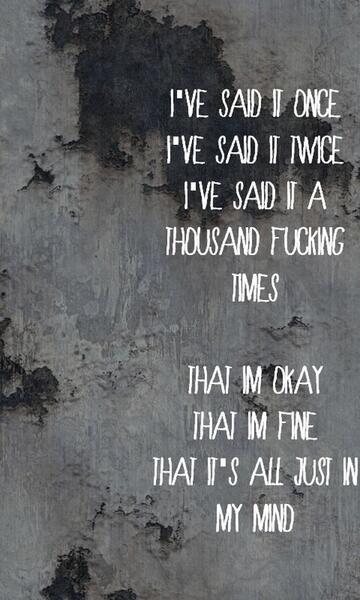 I"VE SAID IT ONCE
I"VE SAID IT TWICE
I"VE SAID IT A
THOUSAND FUCKING
TIMES
THAT IM OKAY
THAT IM FINE
THAT IT"S ALL JUST IN
MY MIND